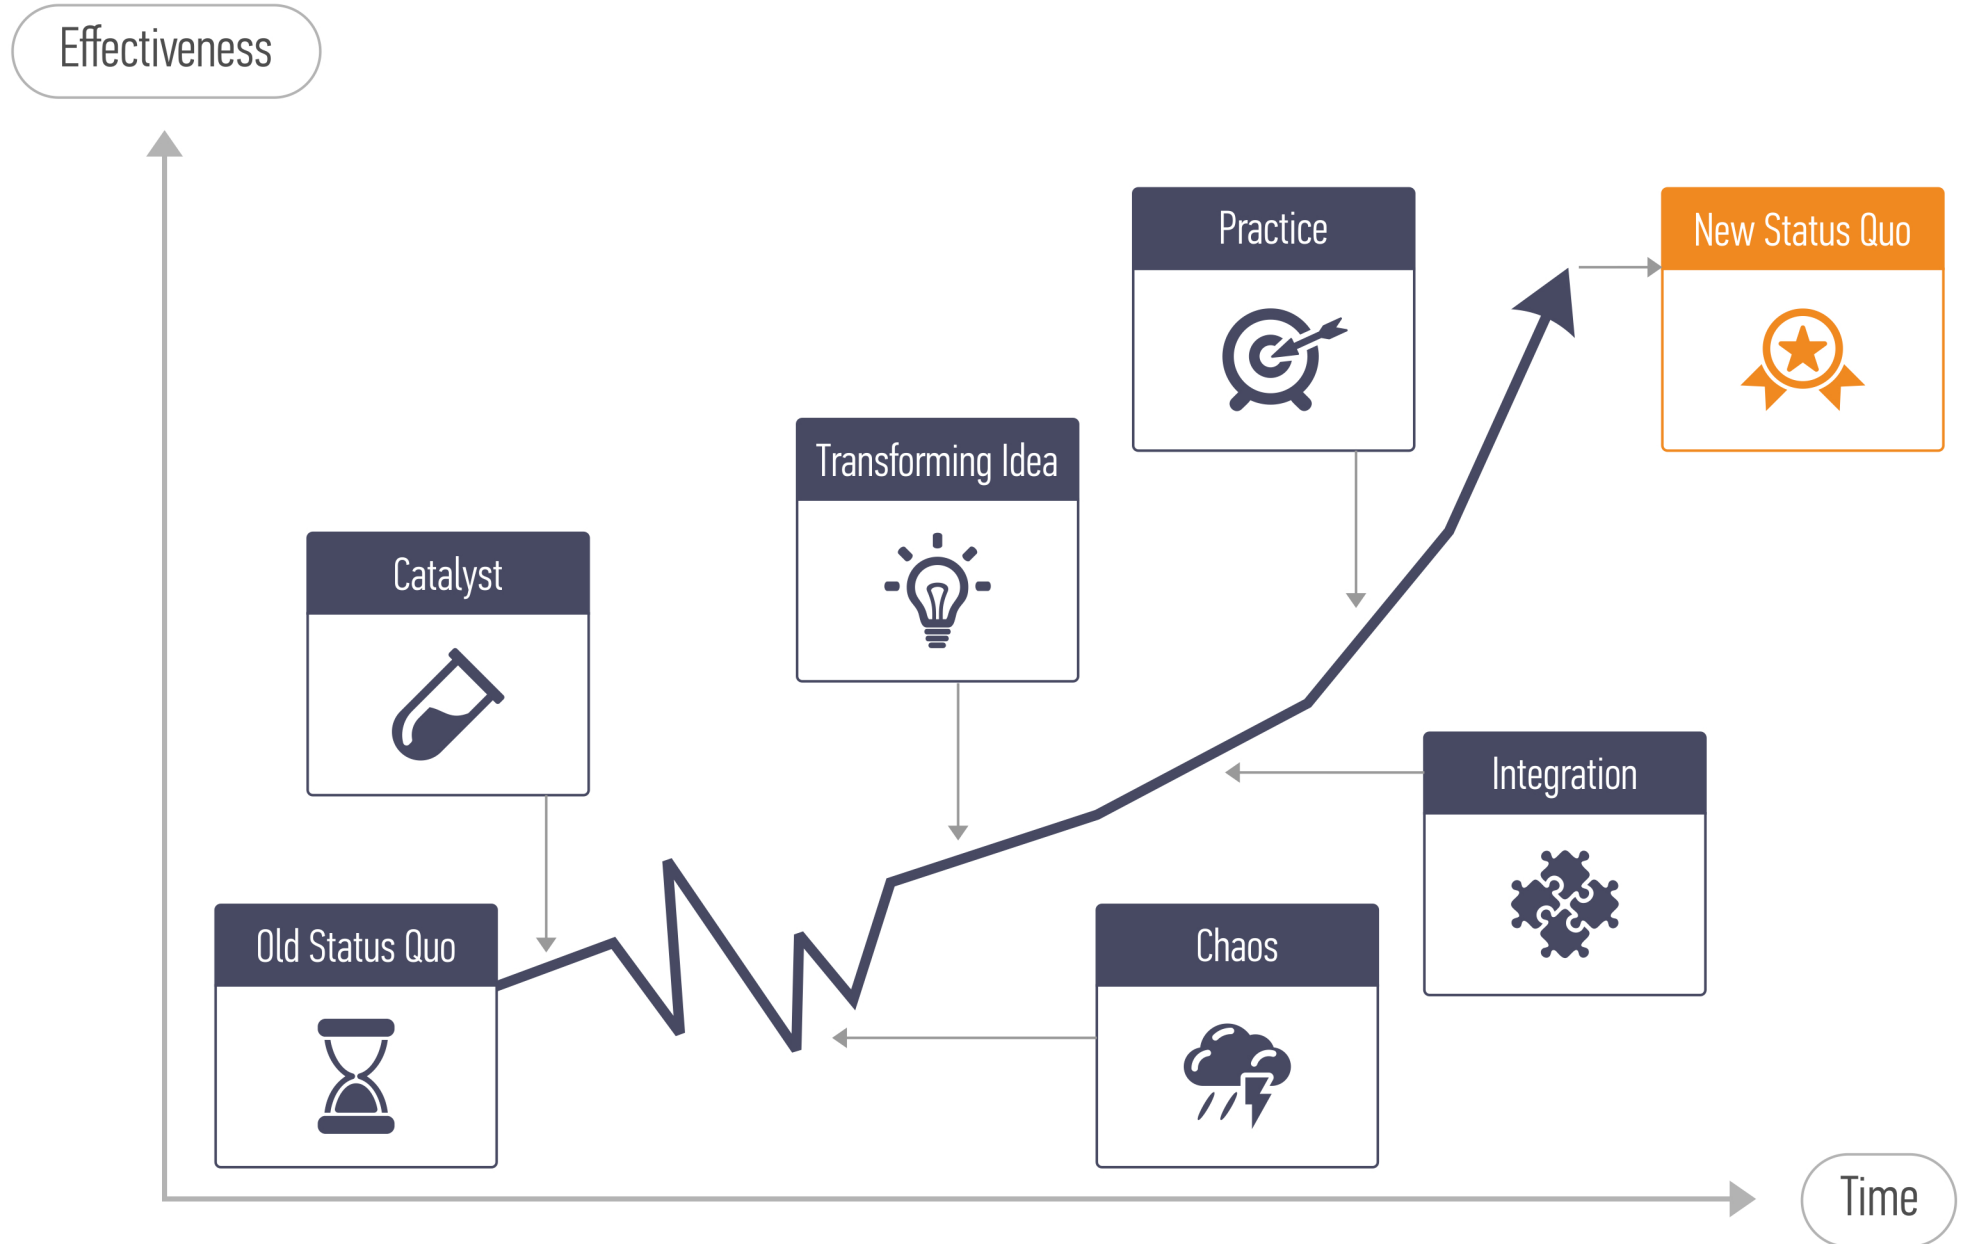 Effectiveness
Practice
New Status Quo
Transforming Idea
Catalyst
Integration
Old Status Quo
Chaos
Time